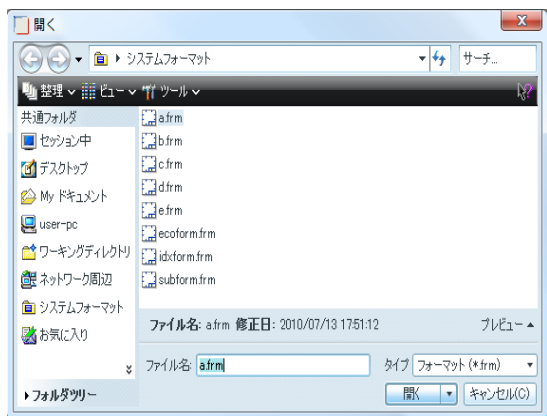 開く
システムフォーマット
サーチ...
整理 ビュー ツール
共通フォルダ
セッション中
デスクトップ
My ドキュメント
user-pc
ワーキングディレクトリ
ネットワーク周辺
システムフォーマット
お気に入り
フォルダツリー
a.frm
b.frm
c.frm
d.frm
e.frm
ecoform.frm
idxform.frm
subform.frm
ファイル名: a.frm 修正日: 2010/07/13 17:51:12
プレビュー
ファイル名: a.frm
タイプ フォーマット (*.frm)
開く キャンセル(C)